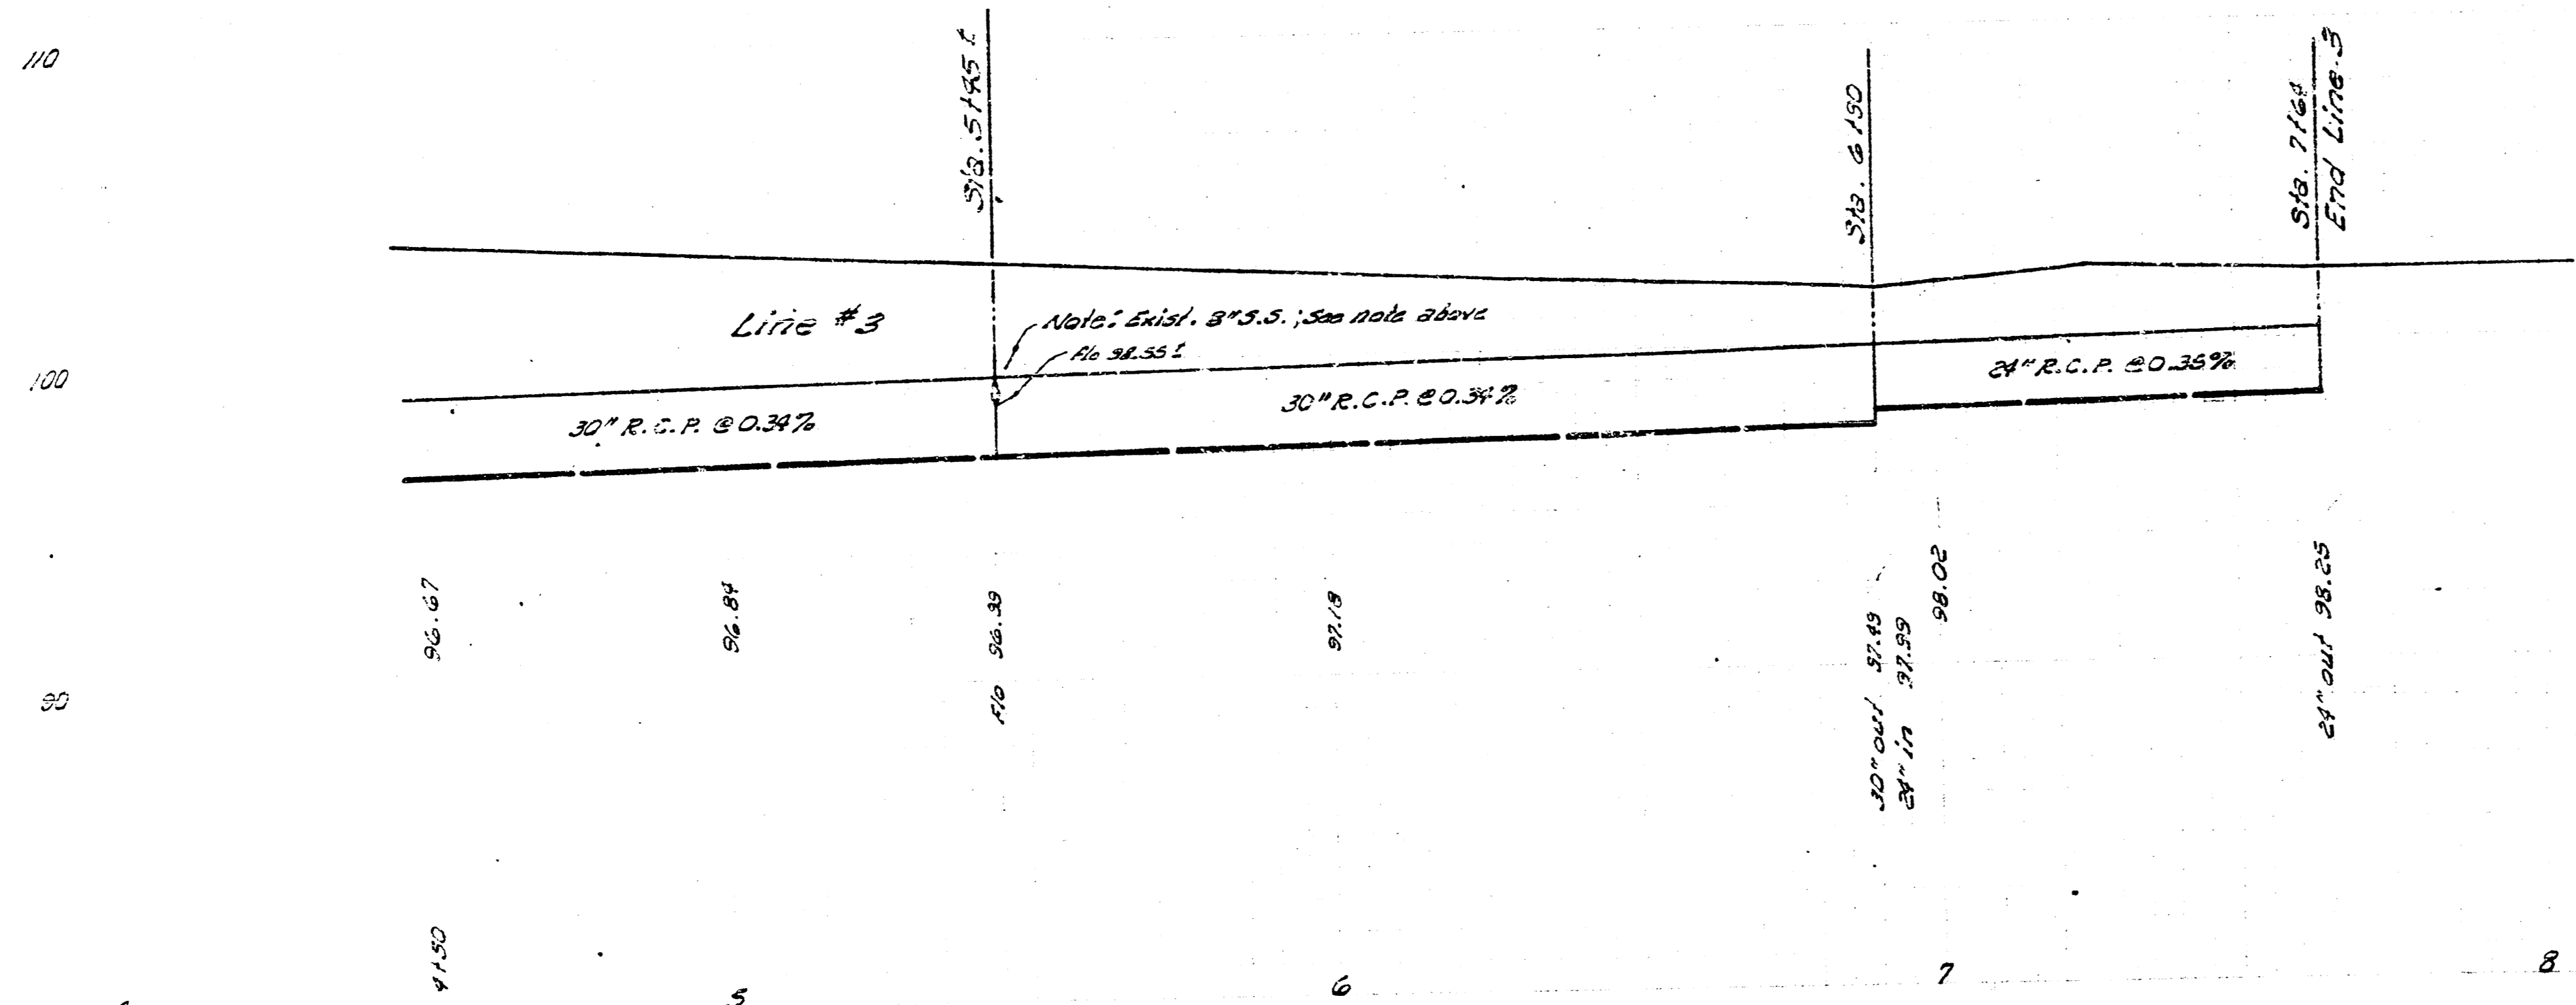 110
Sta. 5+45 ±
Sta. 6+90
Sta. 7+64
End Line-3
Line #3
Note: Exist. 8" S.S.; See note above
Flo 98.55 ±
100
30" R.C.P. @ 0.34%
30" R.C.P. @ 0.34%
24" R.C.P. @ 0.35%
96.67
96.84
Flo 96.99
97.18
30" out 97.49
24" in 97.99
98.02
24" out 98.25
90
4+50
5
6
7
8